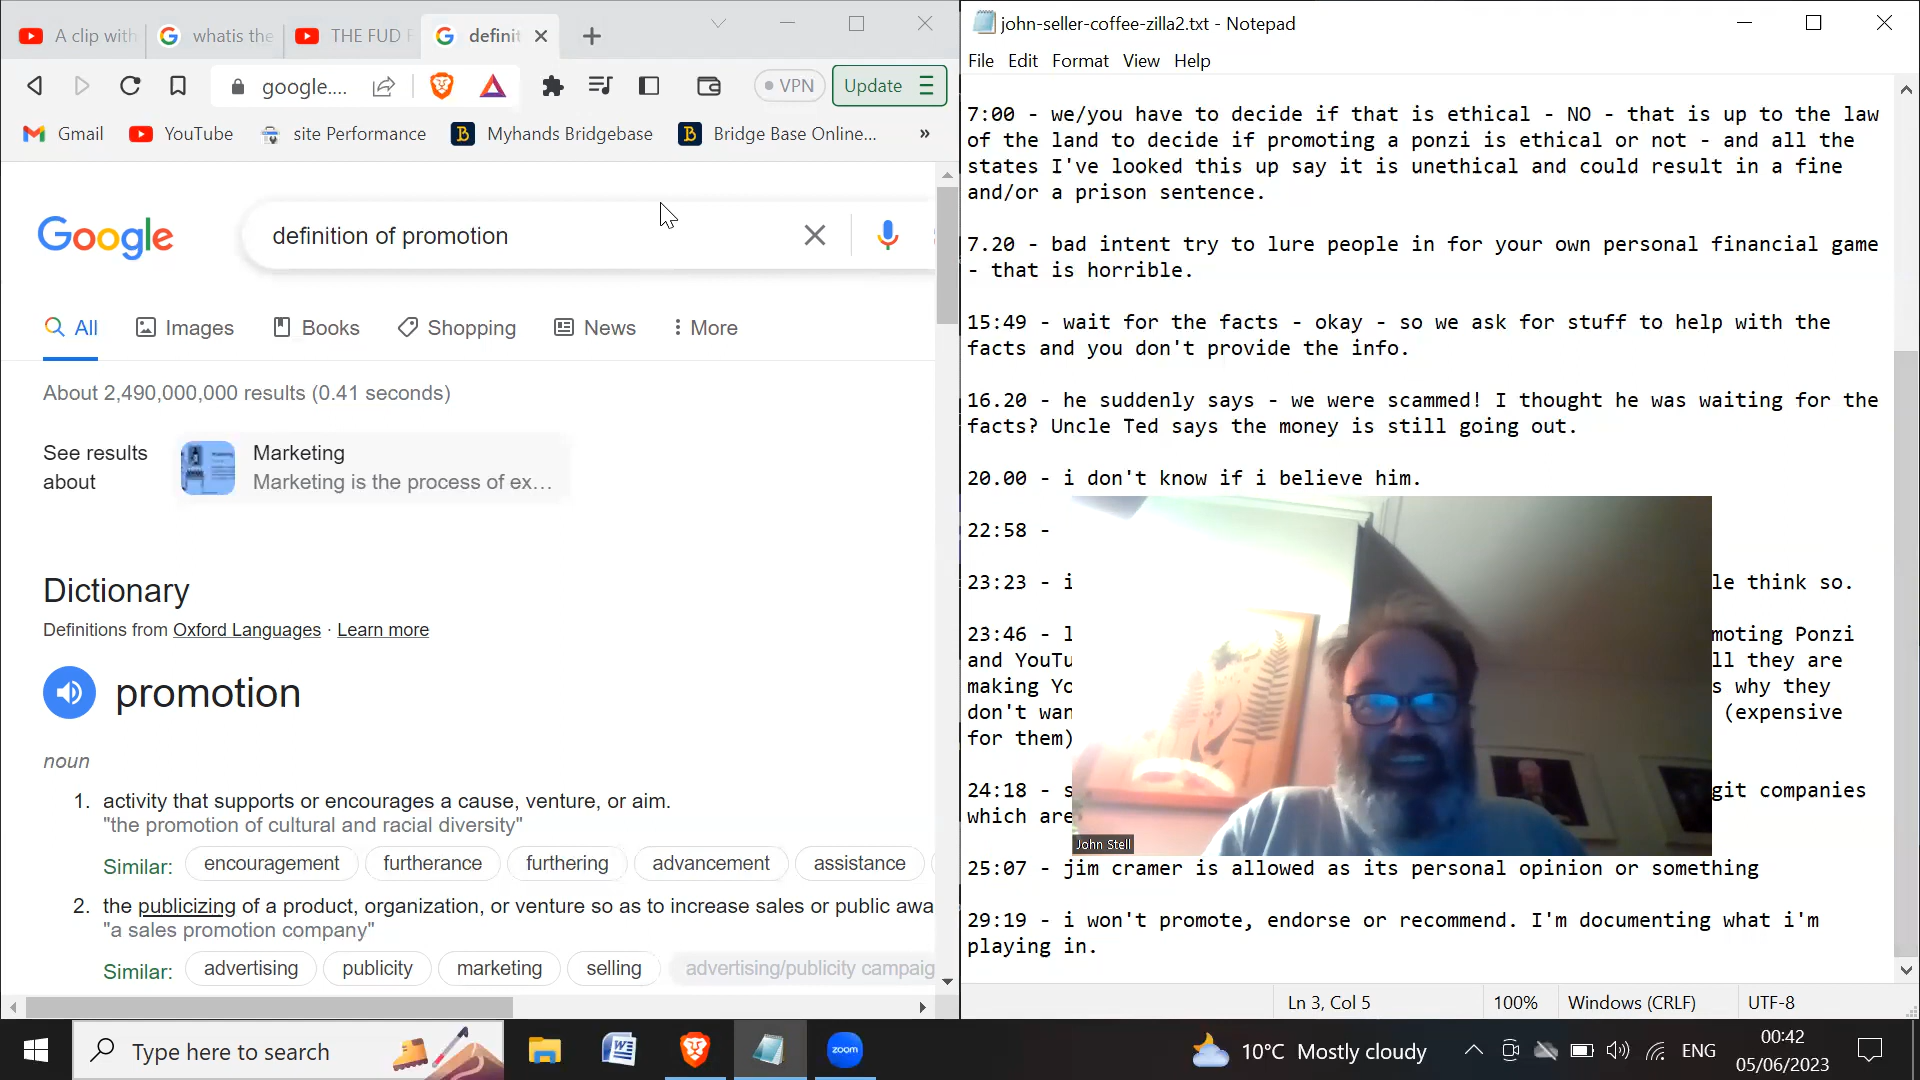 A clip with
whatis the
THE FUD F
definit
john-seller-coffee-zilla2.txt - Notepad
File Edit Format View Help
google....
VPN
Update
Gmail
YouTube
site Performance
Myhands Bridgebase
Bridge Base Online...
»
Google
definition of promotion
All
Images
Books
Shopping
News
More
About 2,490,000,000 results (0.41 seconds)
See results
about
Marketing
Marketing is the process of ex...
Dictionary
Definitions from Oxford Languages · Learn more
promotion
noun
1. activity that supports or encourages a cause, venture, or aim.
"the promotion of cultural and racial diversity"
Similar: encouragement furtherance furthering advancement assistance
2. the publicizing of a product, organization, or venture so as to increase sales or public awa
"a sales promotion company"
Similar: advertising publicity marketing selling advertising/publicity campaig
7:00 - we/you have to decide if that is ethical - NO - that is up to the law
of the land to decide if promoting a ponzi is ethical or not - and all the
states I've looked this up say it is unethical and could result in a fine
and/or a prison sentence.
7.20 - bad intent try to lure people in for your own personal financial game
- that is horrible.
15:49 - wait for the facts - okay - so we ask for stuff to help with the
facts and you don't provide the info.
16.20 - he suddenly says - we were scammed! I thought he was waiting for the
facts? Uncle Ted says the money is still going out.
20.00 - i don't know if i believe him.
22:58 -
23:23 - i le think so.
23:46 - l moting Ponzi
and YouTu ll they are
making Yo s why they
don't wan (expensive
for them)
24:18 - s git companies
which are
John Stell
25:07 - jim cramer is allowed as its personal opinion or something
29:19 - i won't promote, endorse or recommend. I'm documenting what i'm
playing in.
Ln 3, Col 5
100%
Windows (CRLF)
UTF-8
Type here to search
zoom
10°C Mostly cloudy
ENG
00:42
05/06/2023